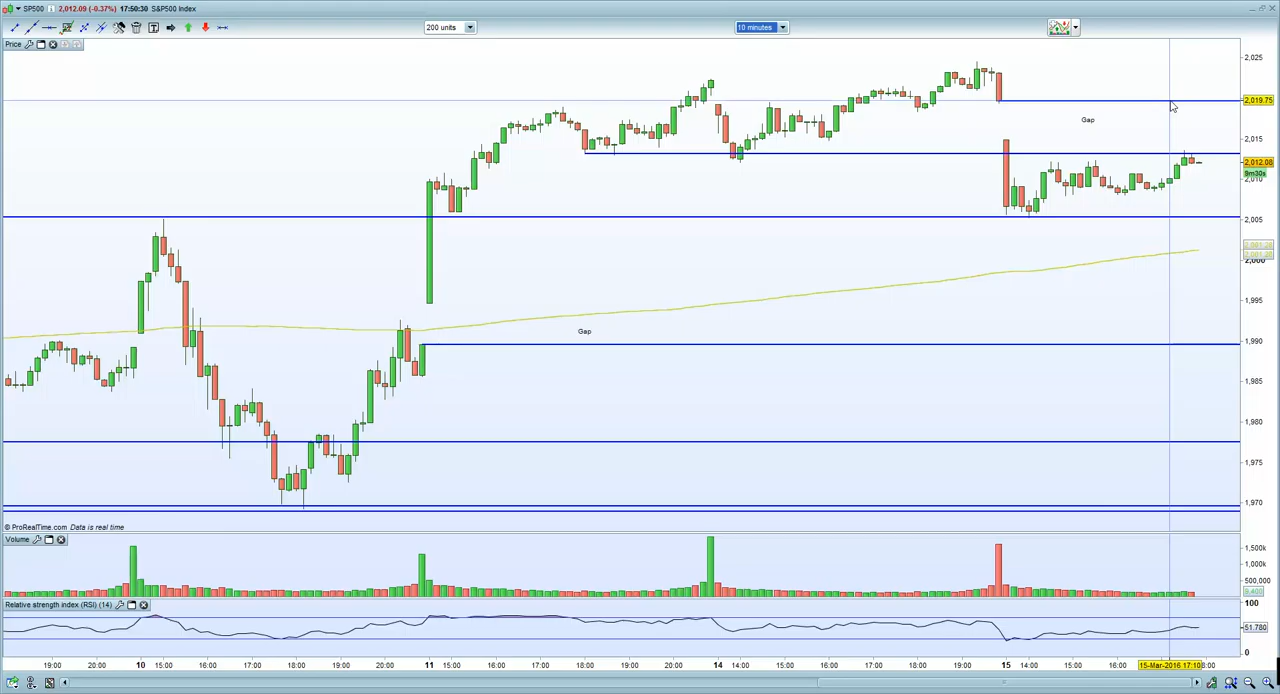 SP500 2,012.09 (-0.37%) 17:50:30 S&P500 Index
200 units 10 minutes
Price
2,025
2,019.75
Gap
2,015
2,012.08
9m30s
2,010
2,005
2,000
1,995
Gap
1,990
1,985
1,980
1,975
1,970
© ProRealTime.com Data is real time
Volume
1,500k
1,000k
500,000
Relative strength index (RSI) (14)
100
51.780
0
19:00 20:00 10 15:00 16:00 17:00 18:00 19:00 20:00 11 15:00 16:00 17:00 18:00 19:00 20:00 14 14:00 15:00 16:00 17:00 18:00 19:00 15 14:00 15:00 16:00 15-Mar-2016 17:10 8:00